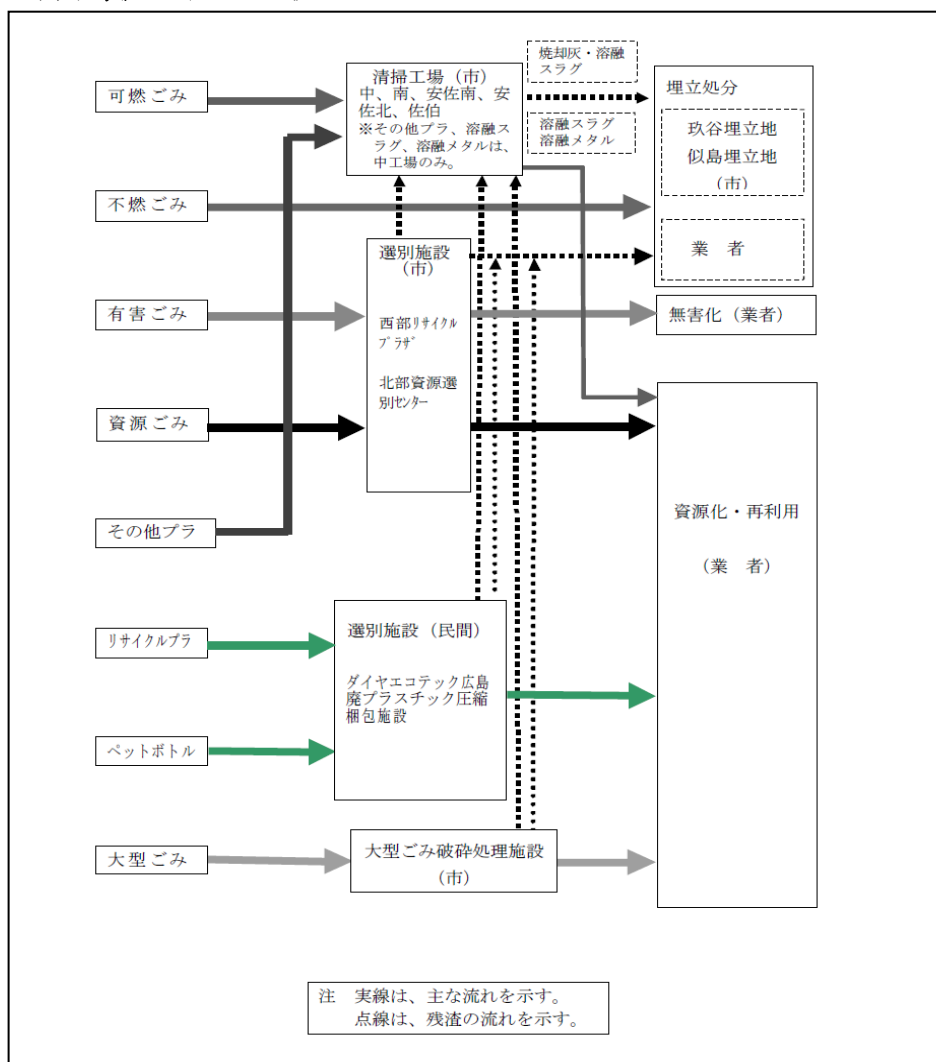 可燃ごみ
不燃ごみ
有害ごみ
資源ごみ
その他プラ
リサイクルプラ
ペットボトル
大型ごみ
清掃工場（市）
中、南、安佐南、安
佐北、佐伯
※その他プラ、溶融ス
ラグ、溶融メタルは、
中工場のみ。
選別施設
（市）
西部リサイクル
プラザ
北部資源選
別センター
選別施設（民間）
ダイヤエコテック広島
廃プラスチック圧縮
梱包施設
大型ごみ破砕処理施設
（市）
焼却灰・溶融
スラグ
溶融スラグ
溶融メタル
埋立処分
玖谷埋立地
似島埋立地
（市）
業　者
無害化（業者）
資源化・再利用
（業　者）
注　実線は、主な流れを示す。
点線は、残渣の流れを示す。